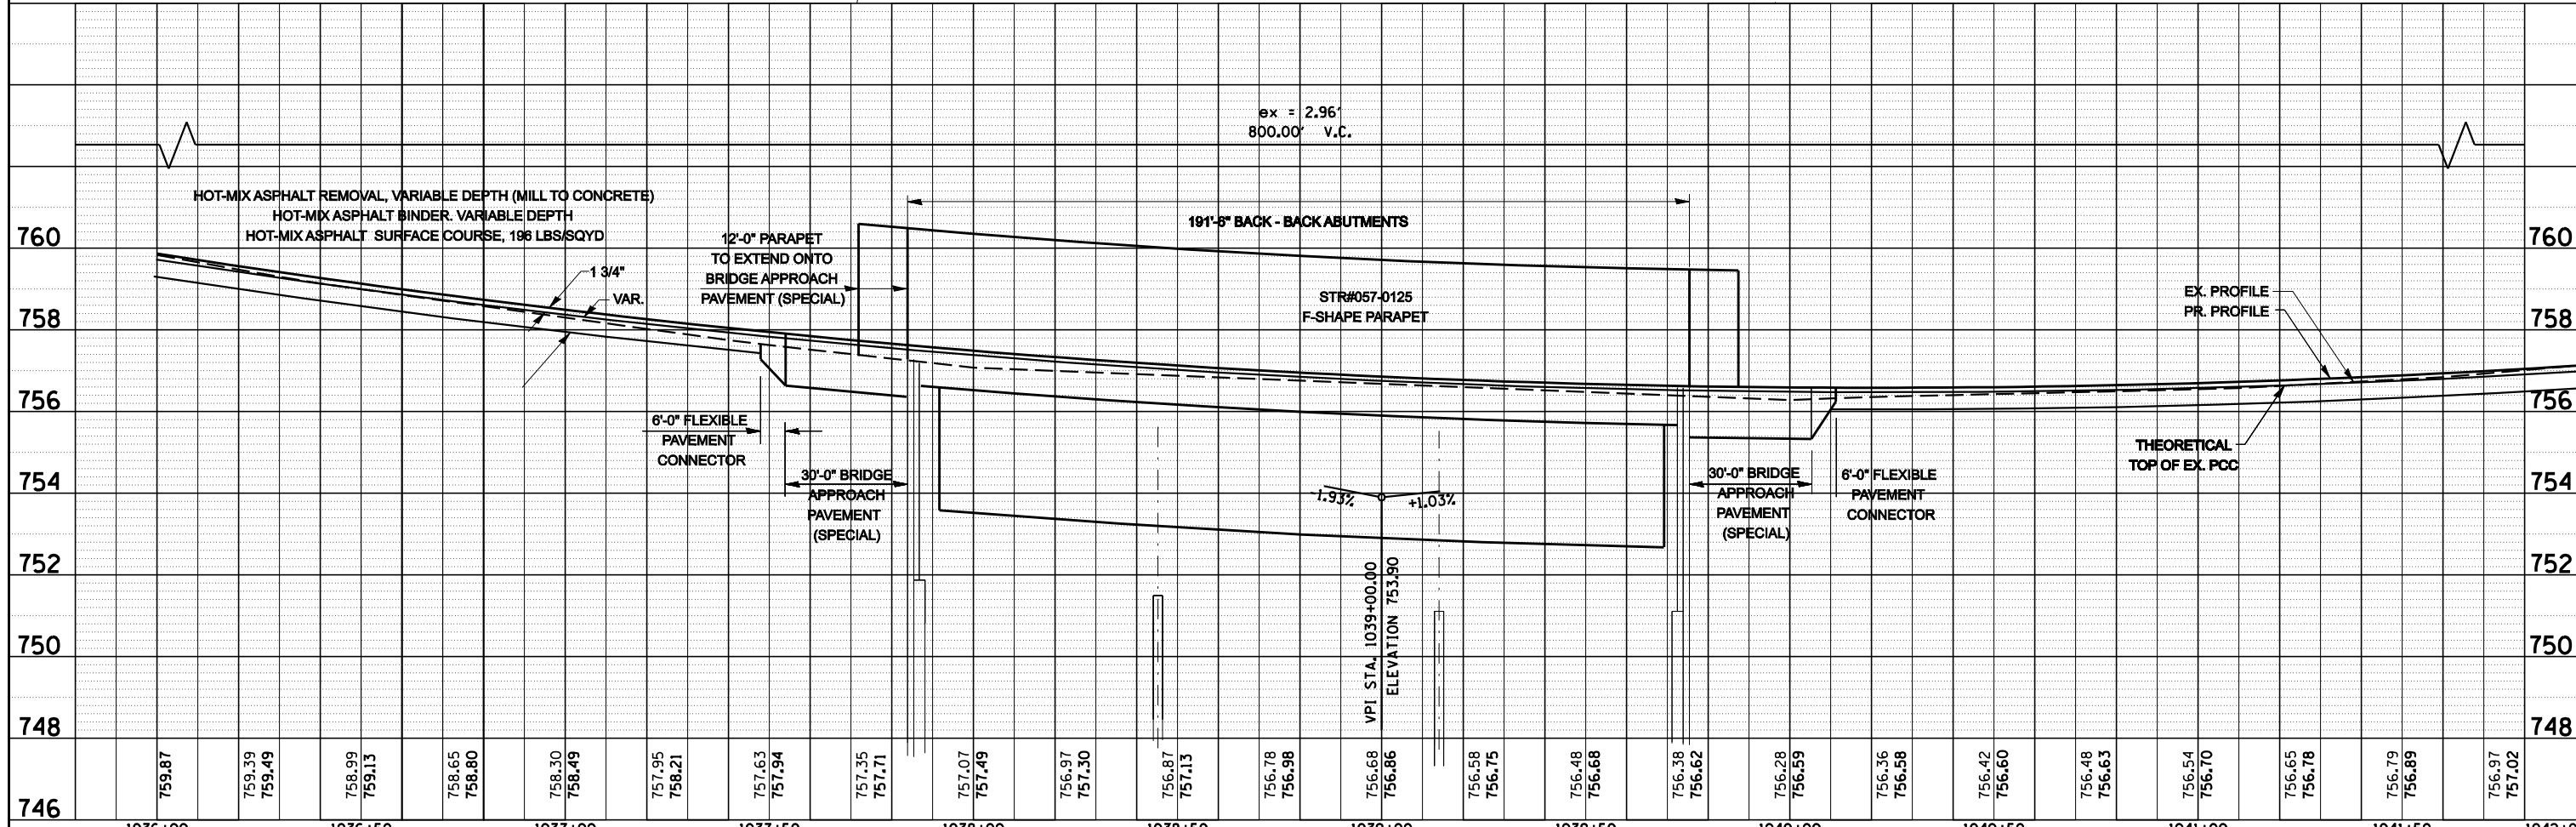 ex = 2.96'
800.00' V.C.
HOT-MIX ASPHALT REMOVAL, VARIABLE DEPTH (MILL TO CONCRETE)
HOT-MIX ASPHALT BINDER. VARIABLE DEPTH
HOT-MIX ASPHALT SURFACE COURSE, 196 LBS/SQYD
191'-6" BACK - BACK ABUTMENTS
760
760
12'-0" PARAPET
TO EXTEND ONTO
BRIDGE APPROACH
PAVEMENT (SPECIAL)
1 3/4"
VAR.
STR#057-0125
F-SHAPE PARAPET
EX. PROFILE
PR. PROFILE
758
758
756
756
6'-0" FLEXIBLE
PAVEMENT
CONNECTOR
30'-0" BRIDGE
APPROACH
PAVEMENT
(SPECIAL)
-1.93%
+1.03%
30'-0" BRIDGE
APPROACH
PAVEMENT
(SPECIAL)
6'-0" FLEXIBLE
PAVEMENT
CONNECTOR
THEORETICAL
TOP OF EX. PCC
754
754
752
752
VPI STA. 1039+00.00
ELEVATION 753.90
750
750
748
748
759.87
759.39
759.49
758.99
759.13
758.65
758.80
758.30
758.49
757.95
758.21
757.63
757.94
757.35
757.71
757.07
757.49
756.97
757.30
756.87
757.13
756.78
756.98
756.68
756.86
756.58
756.75
756.48
756.68
756.38
756.62
756.28
756.59
756.36
756.58
756.42
756.60
756.48
756.63
756.54
756.70
756.65
756.78
756.79
756.89
756.97
757.02
746